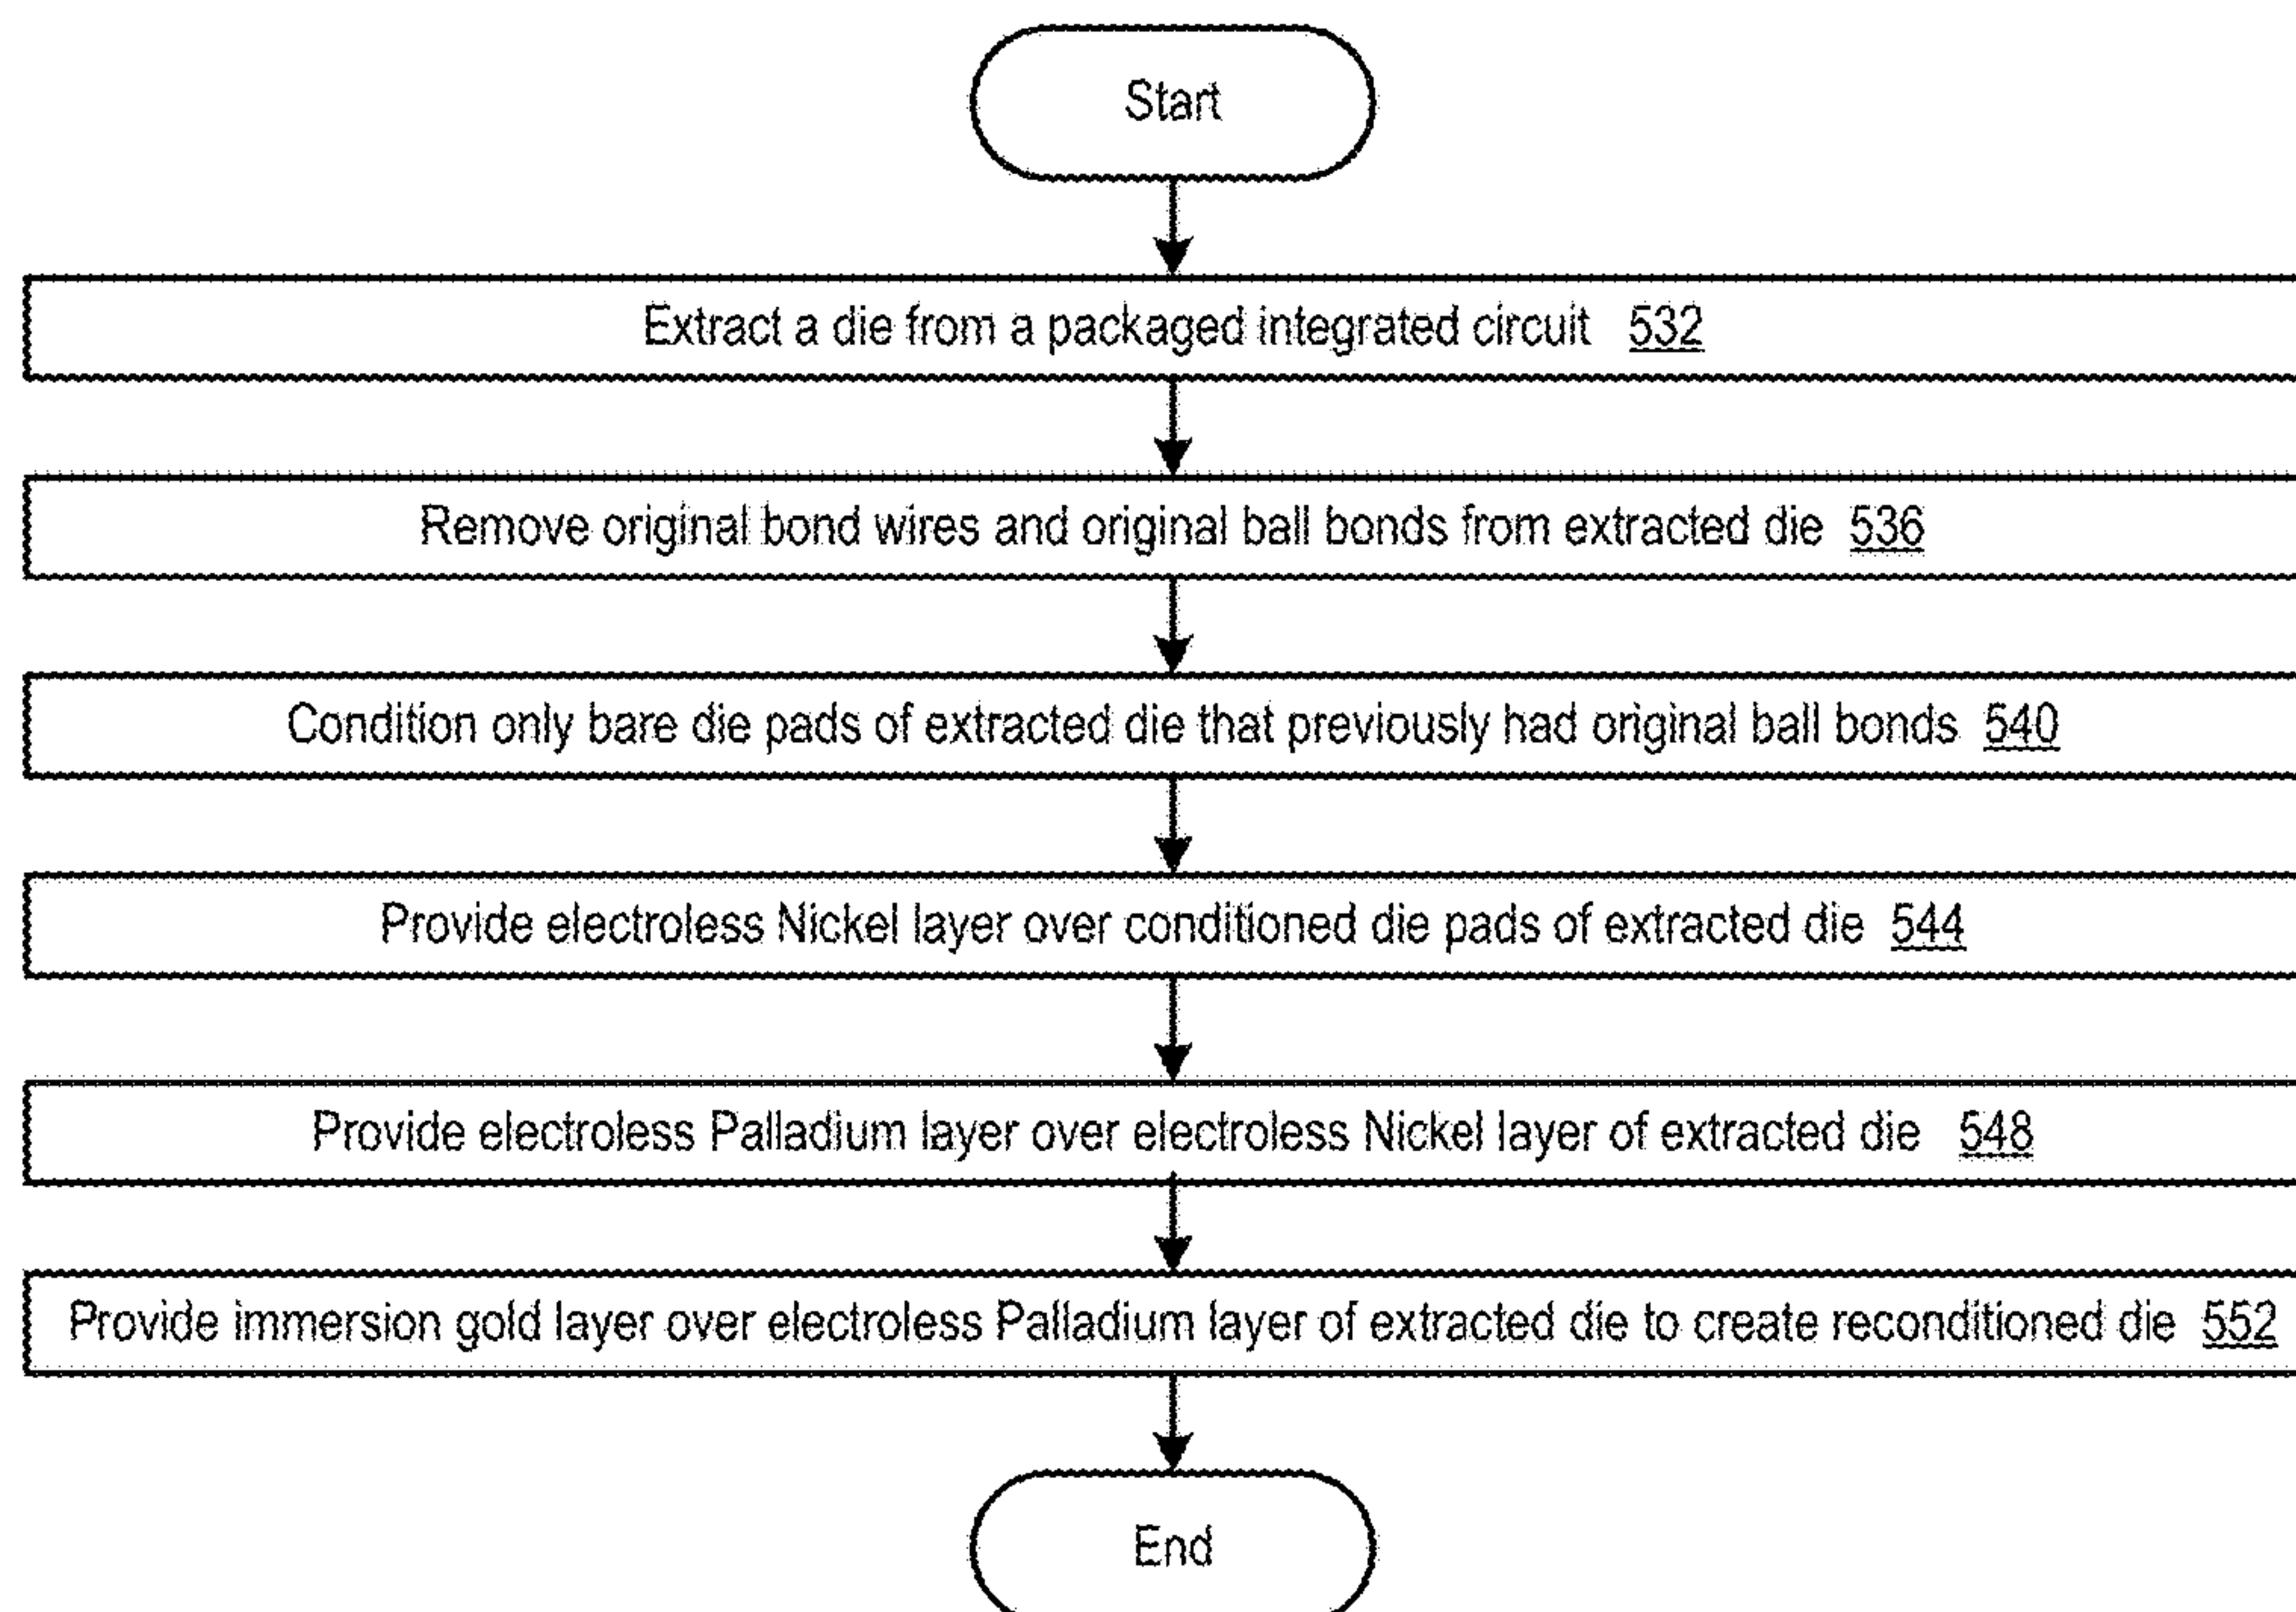 Start
Extract a die from a packaged integrated circuit 532
Remove original bond wires and original ball bonds from extracted die 536
Condition only bare die pads of extracted die that previously had original ball bonds 540
Provide electroless Nickel layer over conditioned die pads of extracted die 544
Provide electroless Palladium layer over electroless Nickel layer of extracted die 548
Provide immersion gold layer over electroless Palladium layer of extracted die to create reconditioned die 552
End